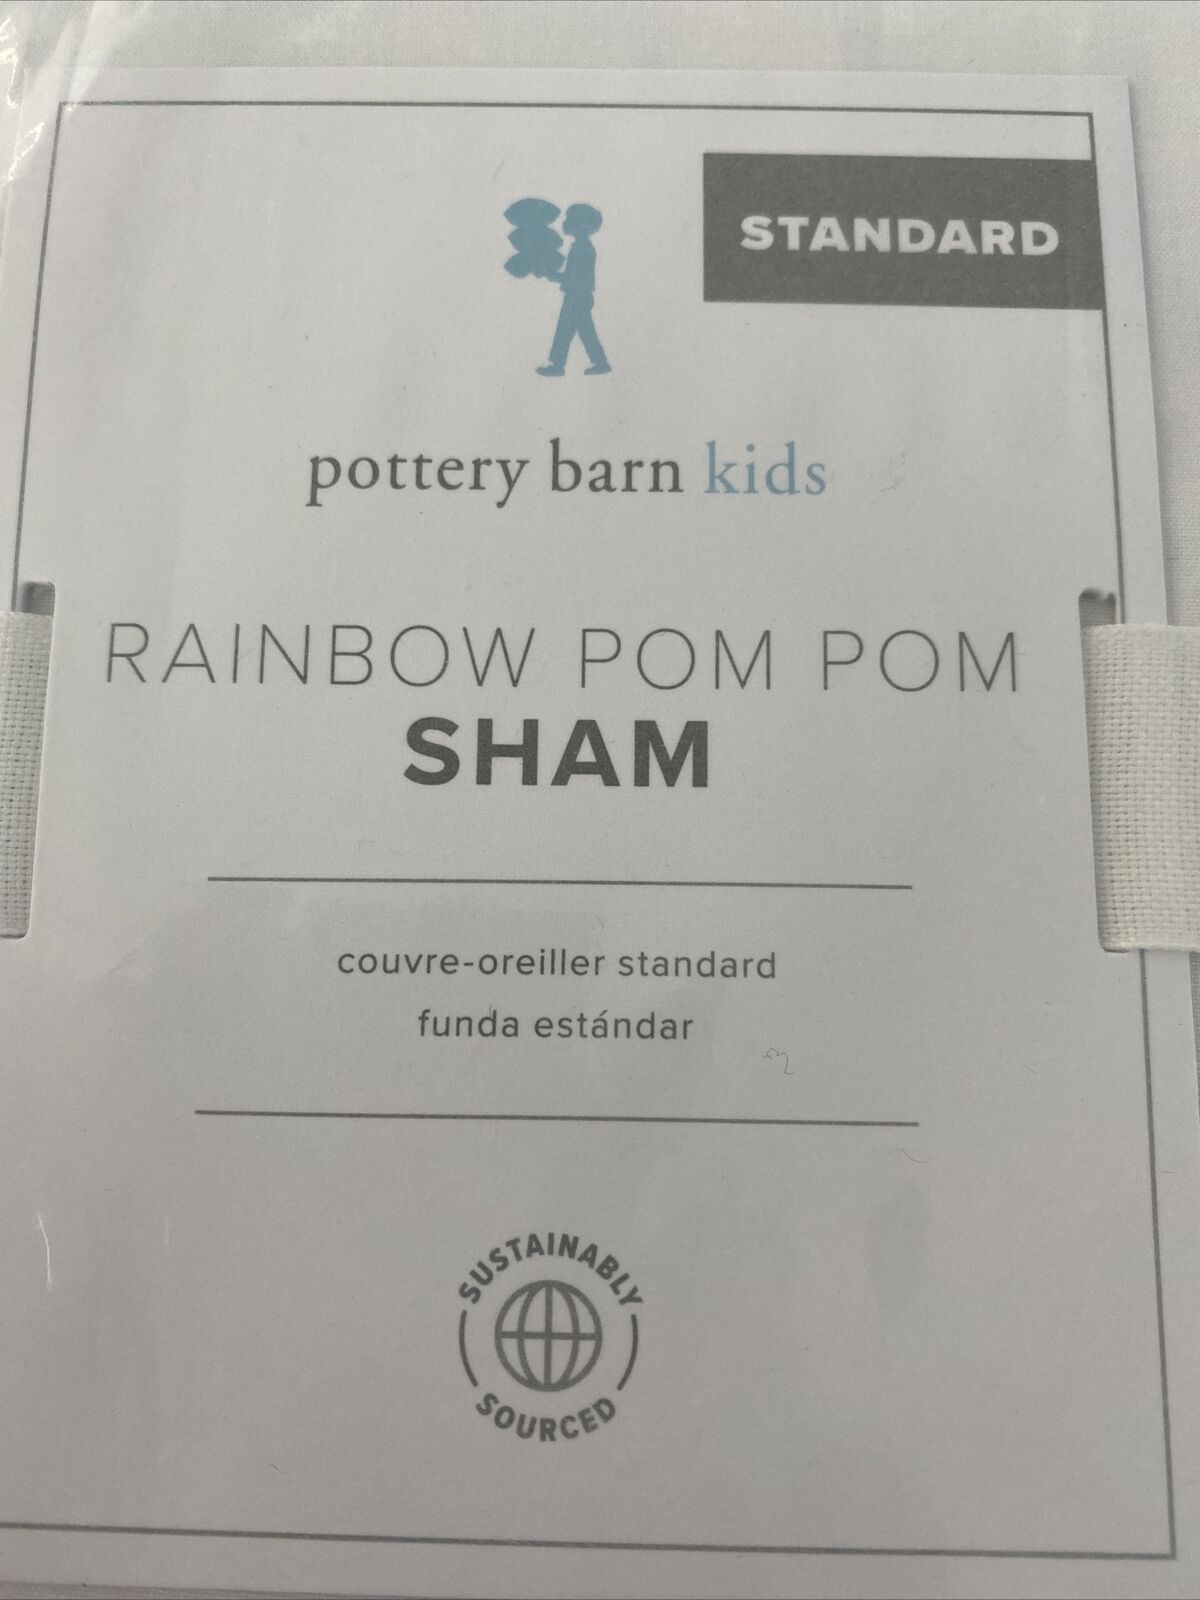 STANDARD
pottery barn kids
RAINBOW POM POM
SHAM
couvre-oreiller standard
funda estándar
SUSTAINABLY
SOURCED